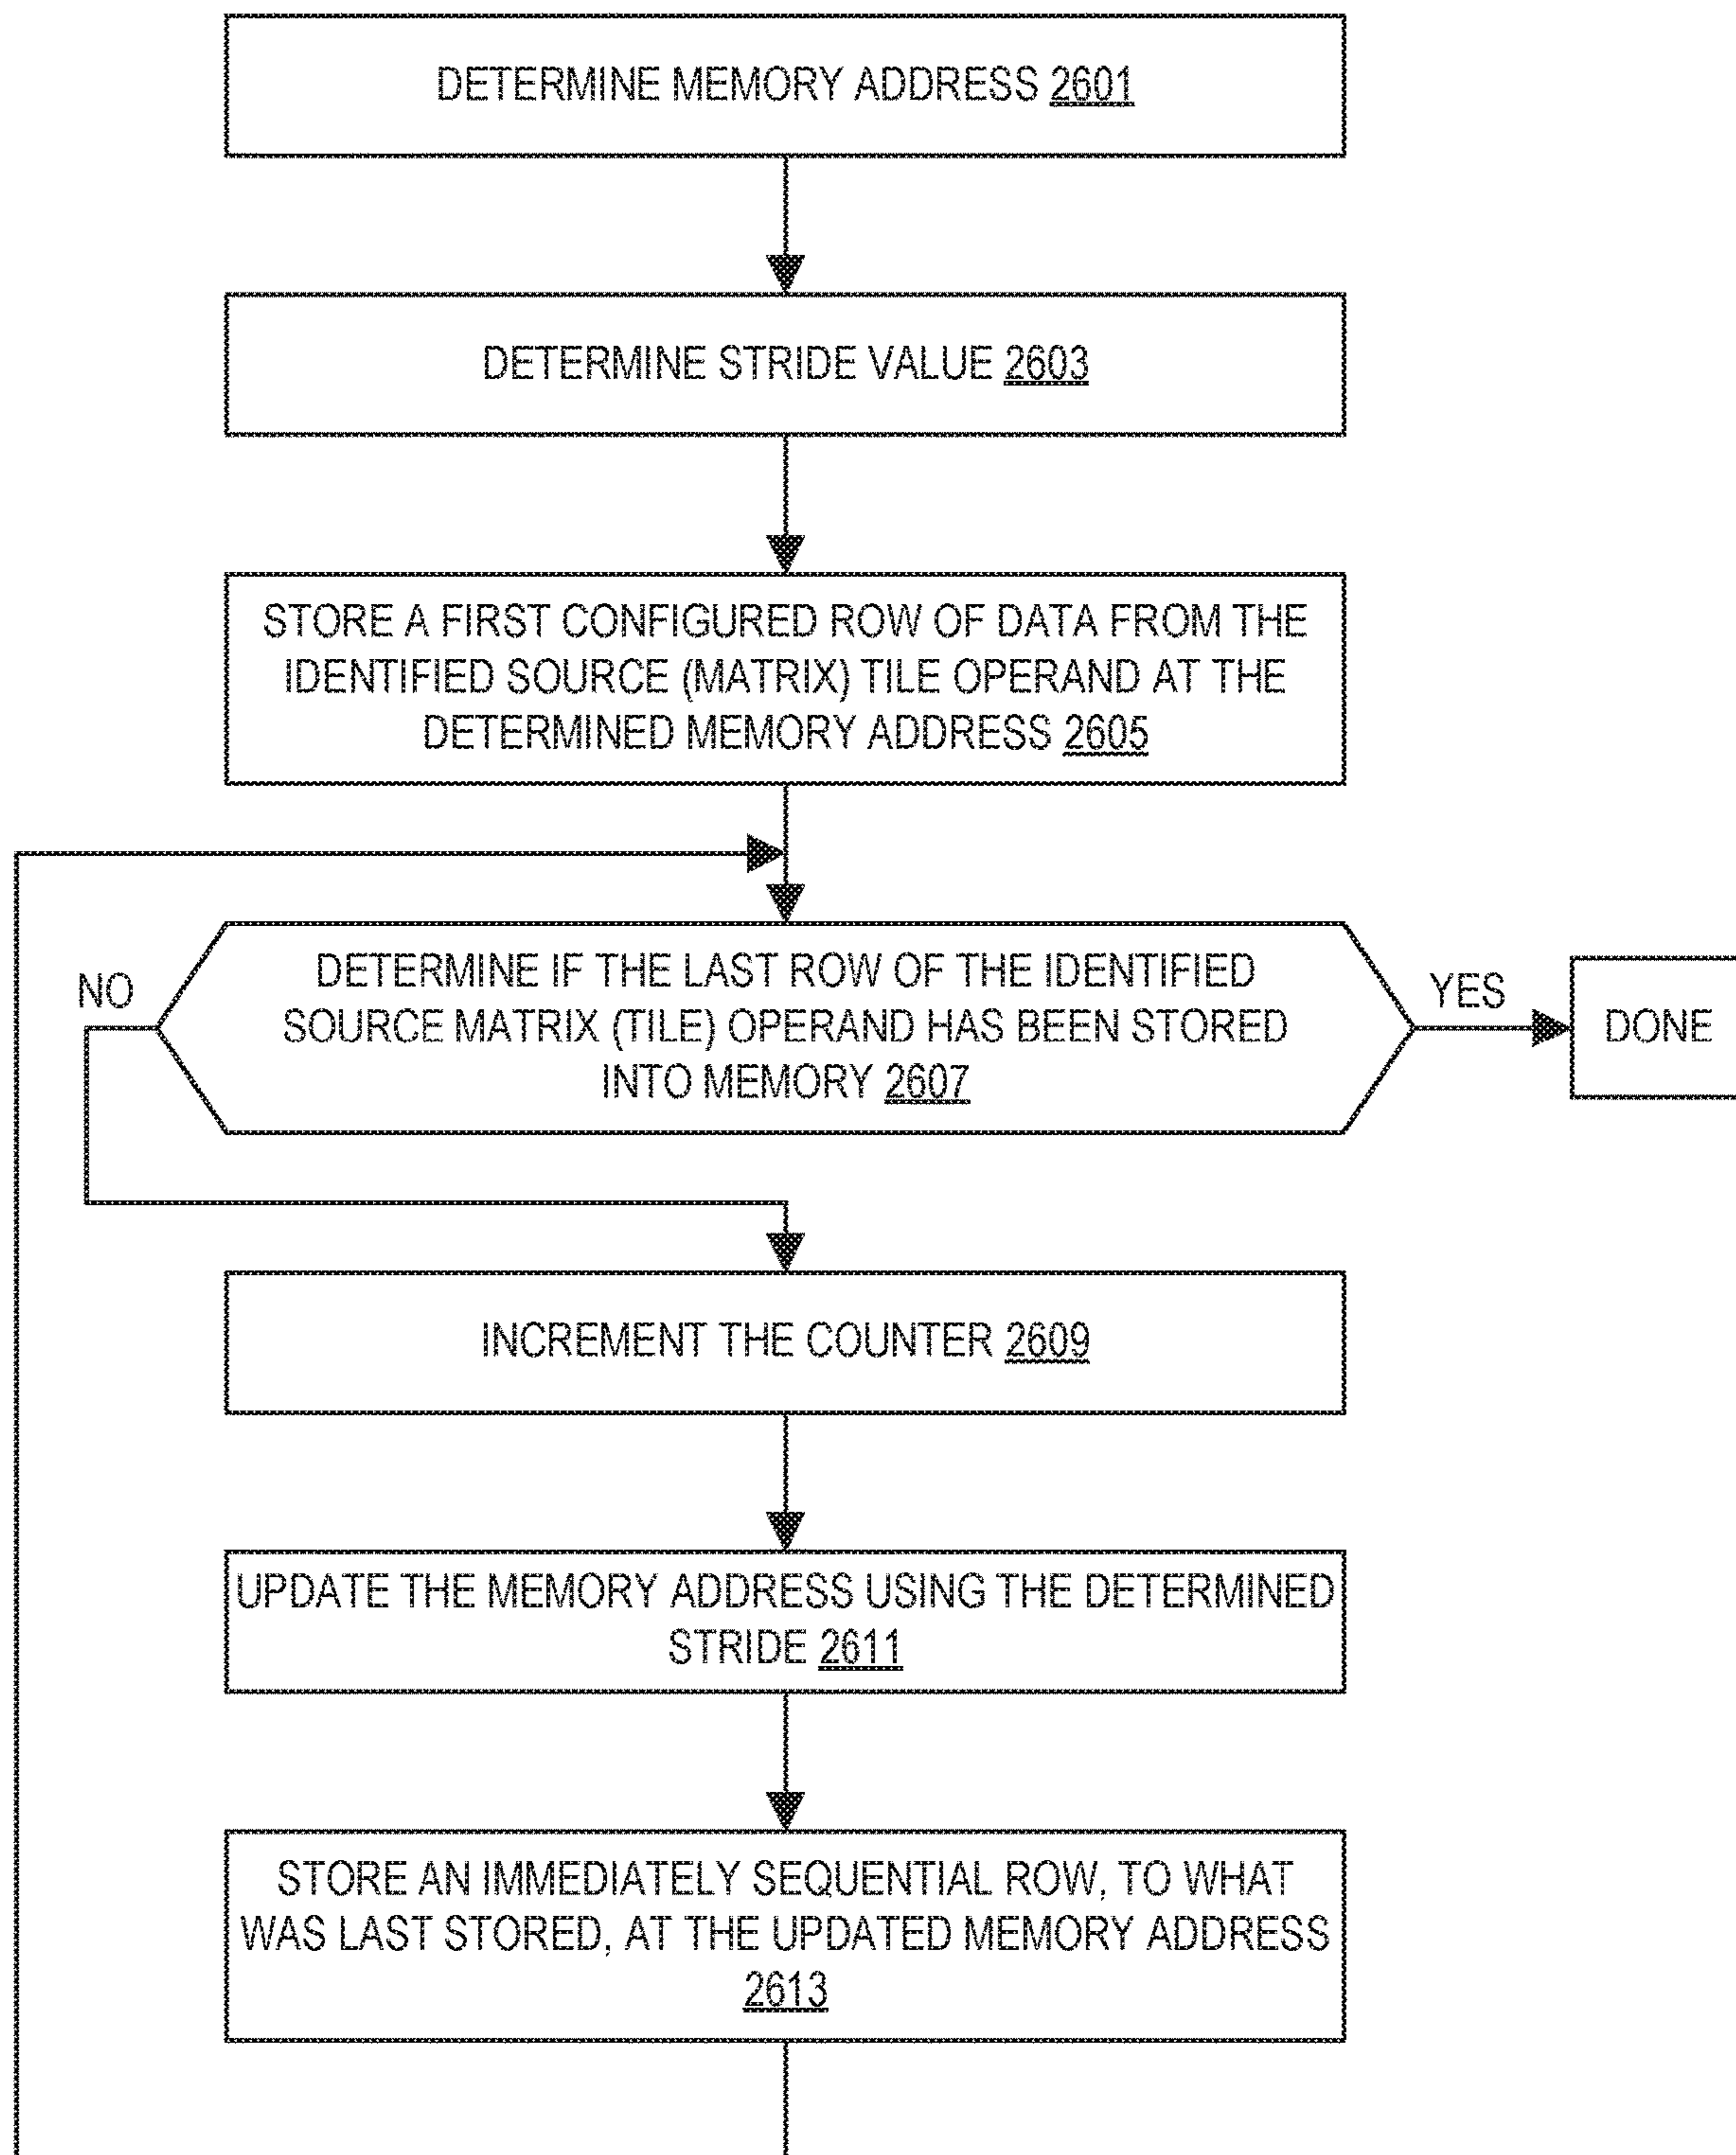 DETERMINE MEMORY ADDRESS 2601
DETERMINE STRIDE VALUE 2603
STORE A FIRST CONFIGURED ROW OF DATA FROM THE
IDENTIFIED SOURCE (MATRIX) TILE OPERAND AT THE
DETERMINED MEMORY ADDRESS 2605
NO
DETERMINE IF THE LAST ROW OF THE IDENTIFIED
SOURCE MATRIX (TILE) OPERAND HAS BEEN STORED
INTO MEMORY 2607
YES
DONE
INCREMENT THE COUNTER 2609
UPDATE THE MEMORY ADDRESS USING THE DETERMINED
STRIDE 2611
STORE AN IMMEDIATELY SEQUENTIAL ROW, TO WHAT
WAS LAST STORED, AT THE UPDATED MEMORY ADDRESS
2613